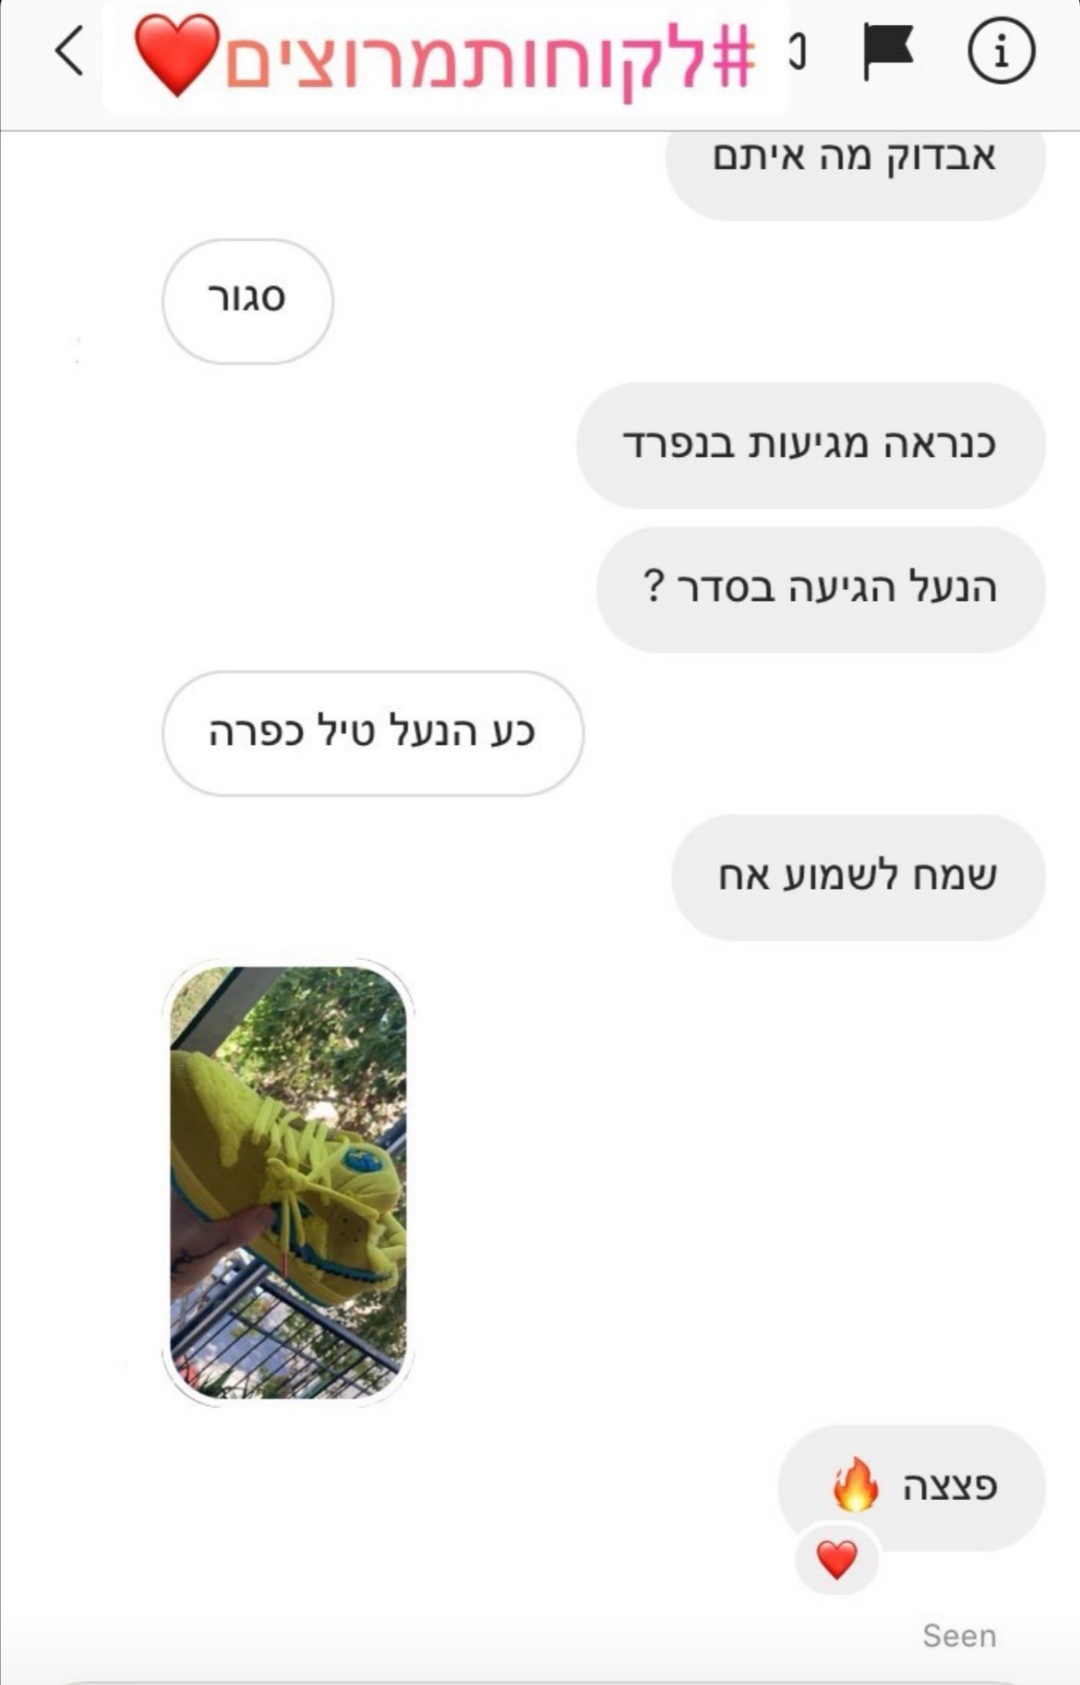 #לקוחותמרוצים❤️
אבדוק מה איתם
סגור
כנראה מגיעות בנפרד
הנעל הגיעה בסדר ?
כע הנעל טיל כפרה
שמח לשמוע אח
פצצה 🔥
❤️
Seen